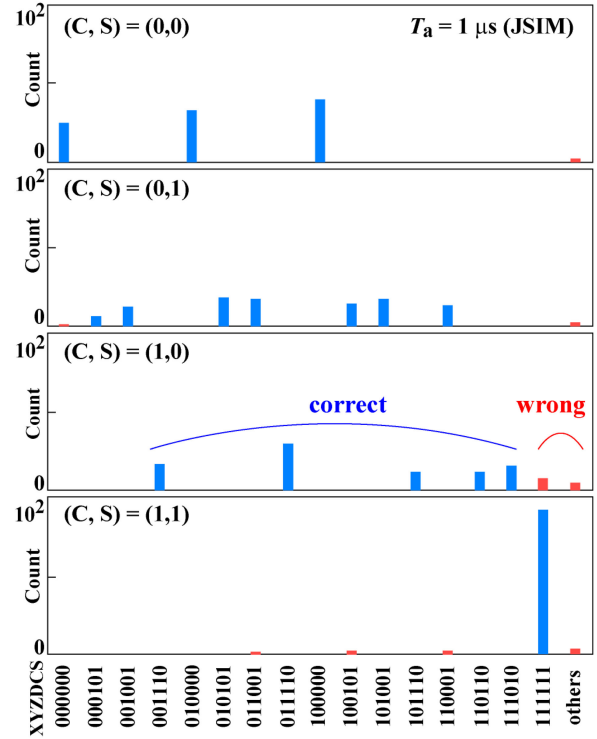 10²
(C, S) = (0,0)
Tₐ = 1 μs (JSIM)
Count
0
10²
(C, S) = (0,1)
Count
0
10²
(C, S) = (1,0)
correct
wrong
Count
0
10²
(C, S) = (1,1)
Count
0
XYZDCS
000000
000101
001001
001110
010000
010101
011001
011110
100000
100101
101001
101110
110001
110110
111010
111111
others